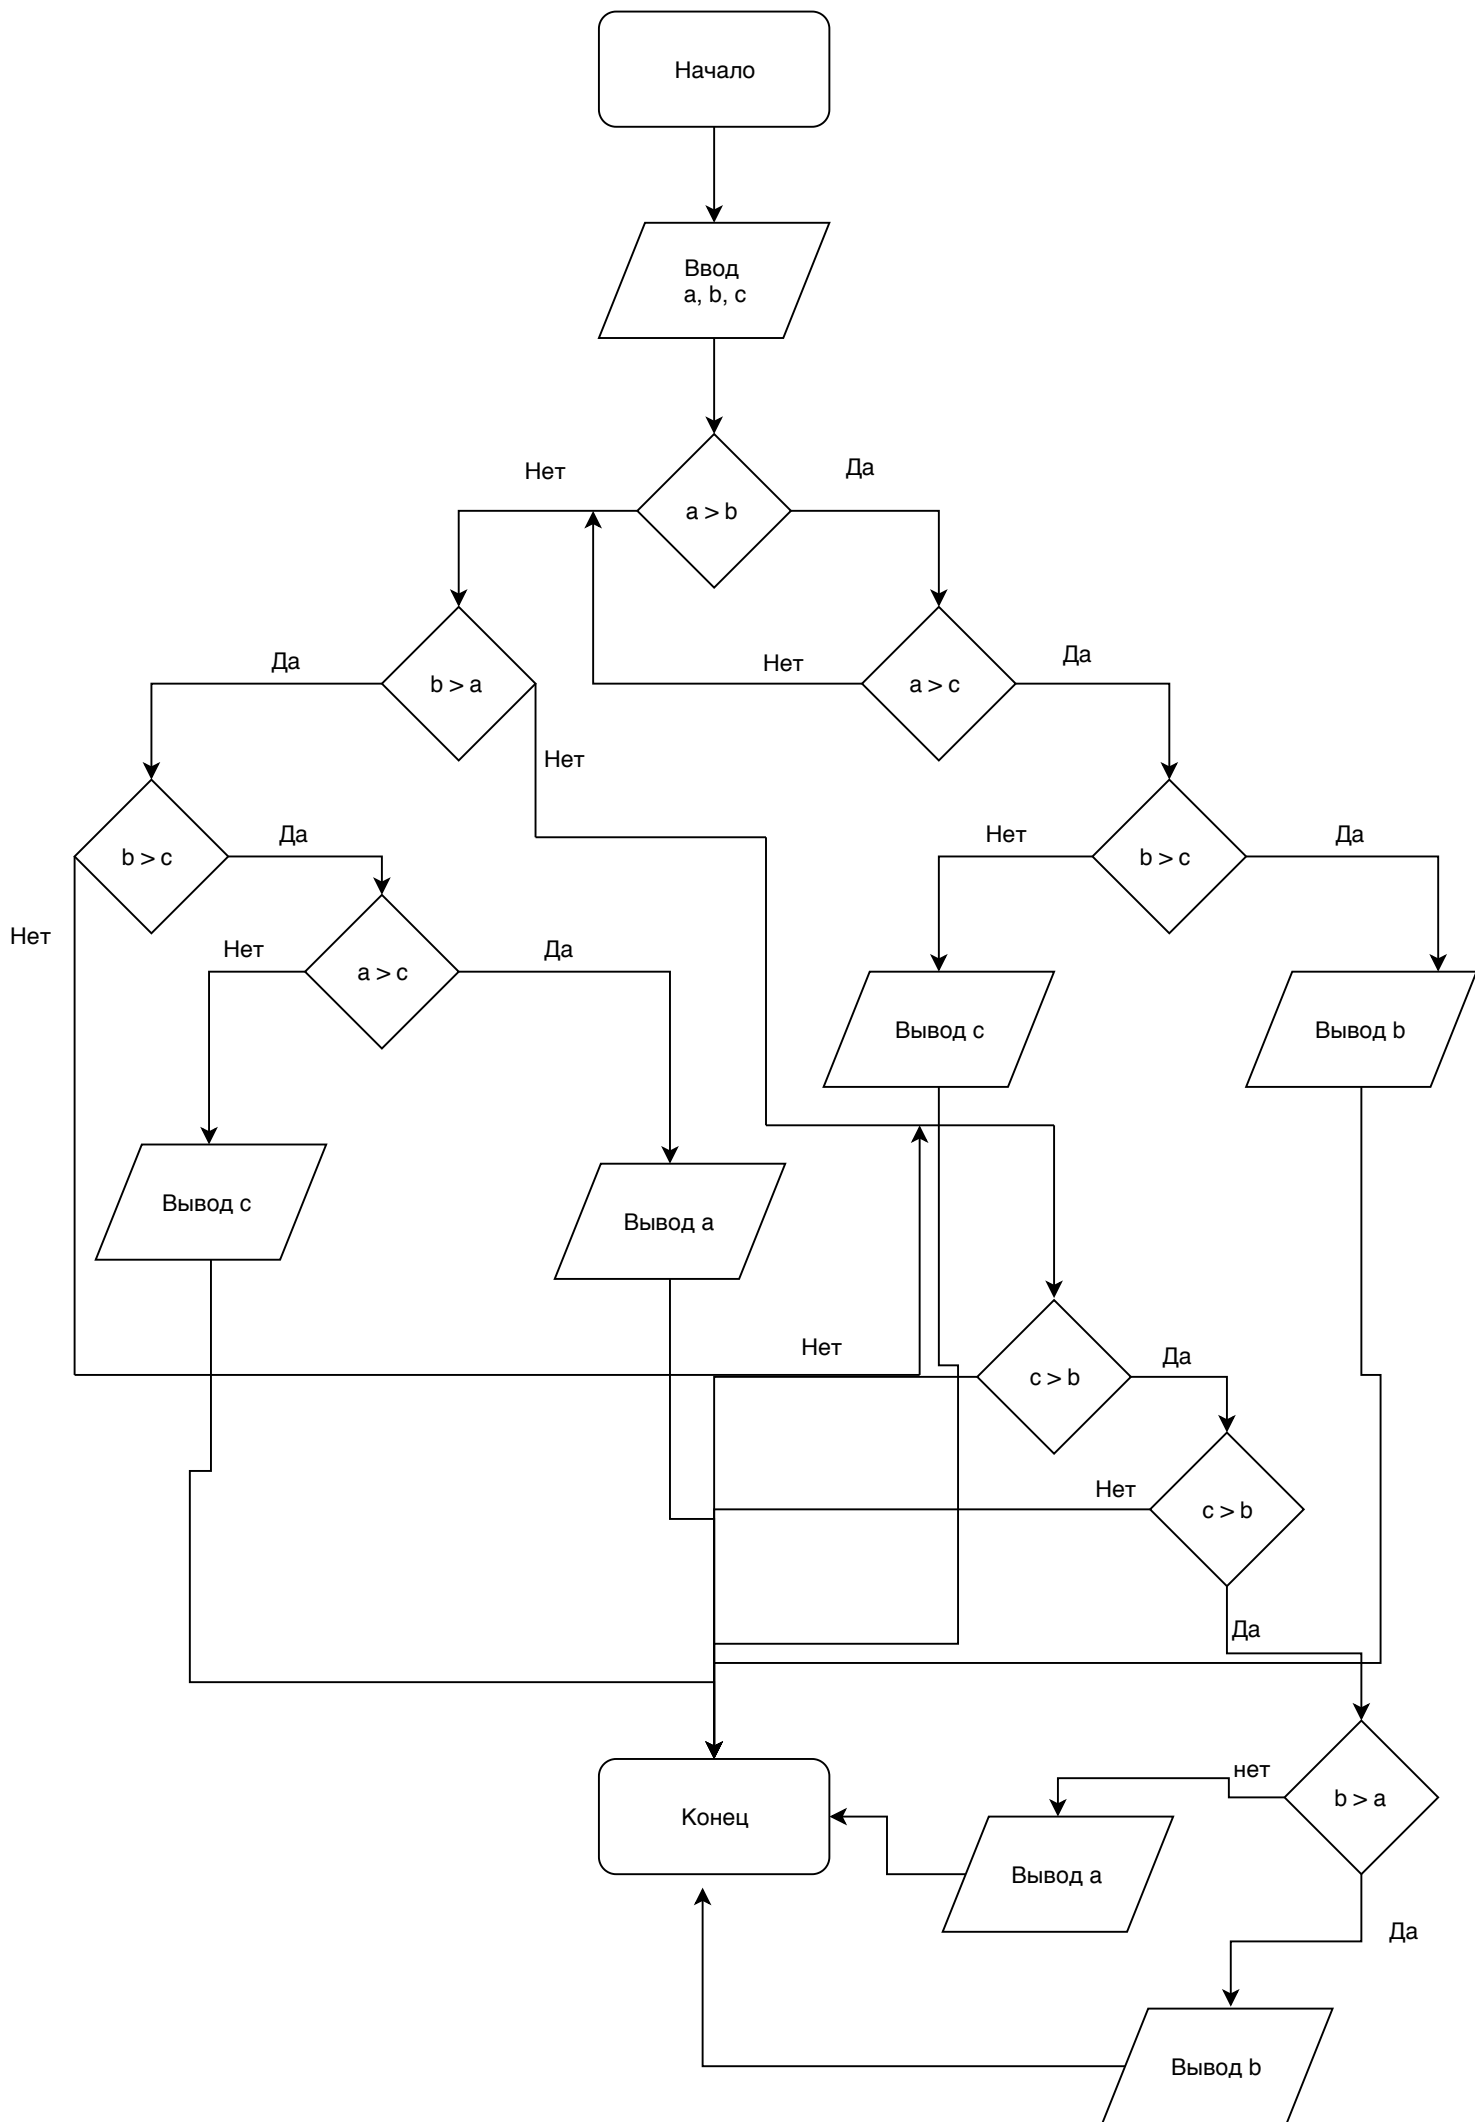 Начало
Ввод
a, b, c
Нет
Да
a > b
Да
b > a
Нет
Нет
a > c
Да
b > c
Да
Нет
Нет
b > c
Да
Нет
a > c
Да
Вывод c
Вывод b
Вывод c
Вывод a
Нет
c > b
Да
Нет
c > b
Да
нет
b > a
Конец
Вывод a
Да
Вывод b